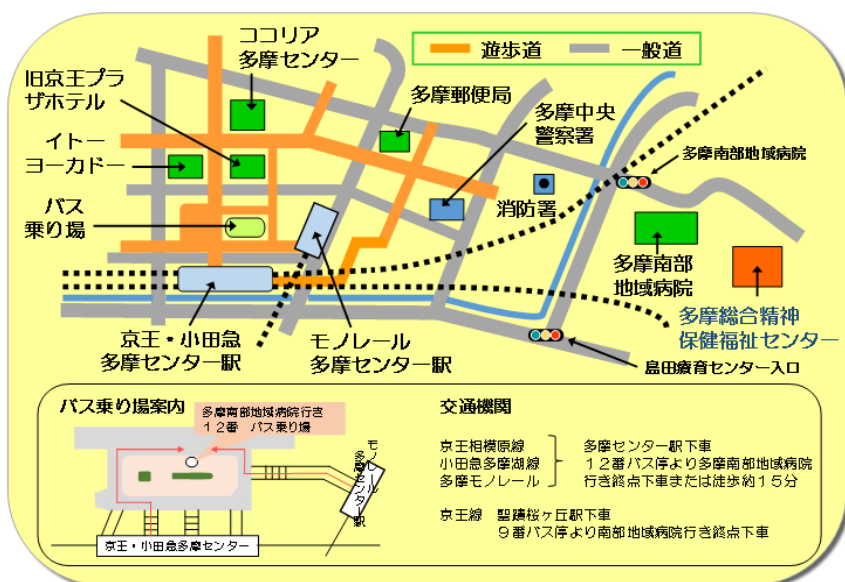 ココリア
多摩センター
遊歩道
一般道
旧京王プラ
ザホテル
多摩郵便局
多摩中央
警察署
イトー
ヨーカドー
多摩南部地域病院
消防署
バス
乗り場
多摩南部
地域病院
多摩総合精神
保健福祉センター
京王・小田急
多摩センター駅
モノレール
多摩センター駅
島田療育センター入口
バス乗り場案内
多摩南部地域病院行き
12番 バス乗り場
モノレール
多摩センター駅
京王・小田急多摩センター
交通機関
京王相模原線
小田急多摩湖線
多摩モノレール
多摩センター駅下車
12番バス停より多摩南部地域病院
行き終点下車または徒歩約15分
京王線 聖蹟桜ヶ丘駅下車
9番バス停より南部地域病院行き終点下車